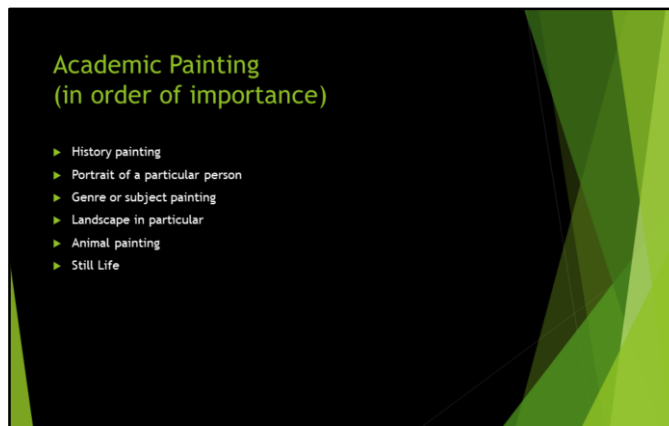 Academic Painting
(in order of importance)
History painting
Portrait of a particular person
Genre or subject painting
Landscape in particular
Animal painting
Still Life